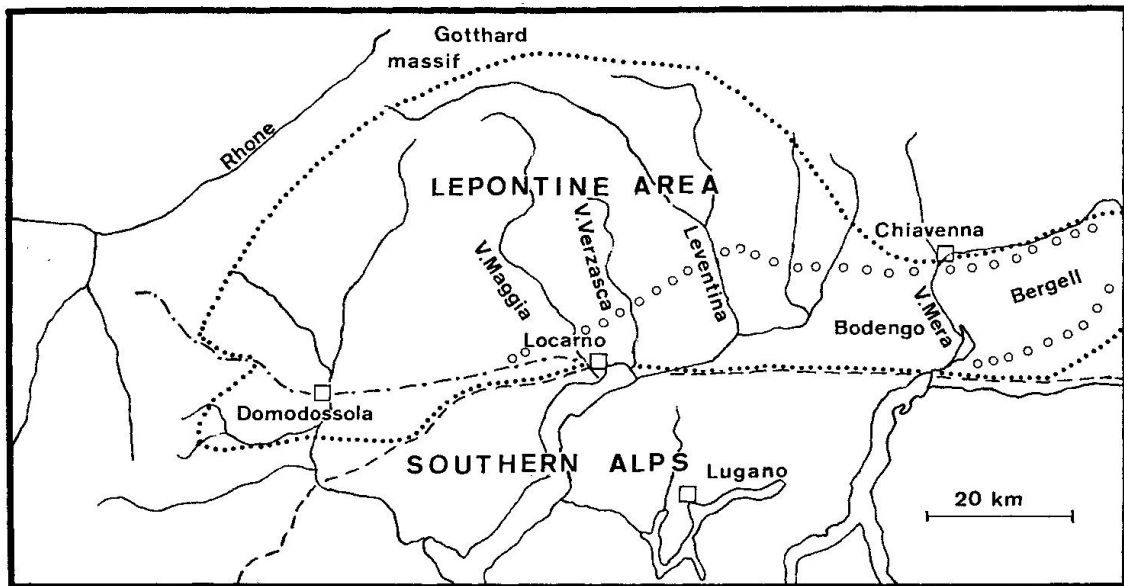 Gotthard
massif
Rhone
LEPONTINE AREA
V.Maggia
V.Verzasca
Leventina
Chiavenna
Bergell
V.Mera
Bodengo
Locarno
Domodossola
SOUTHERN ALPS
Lugano
20 km